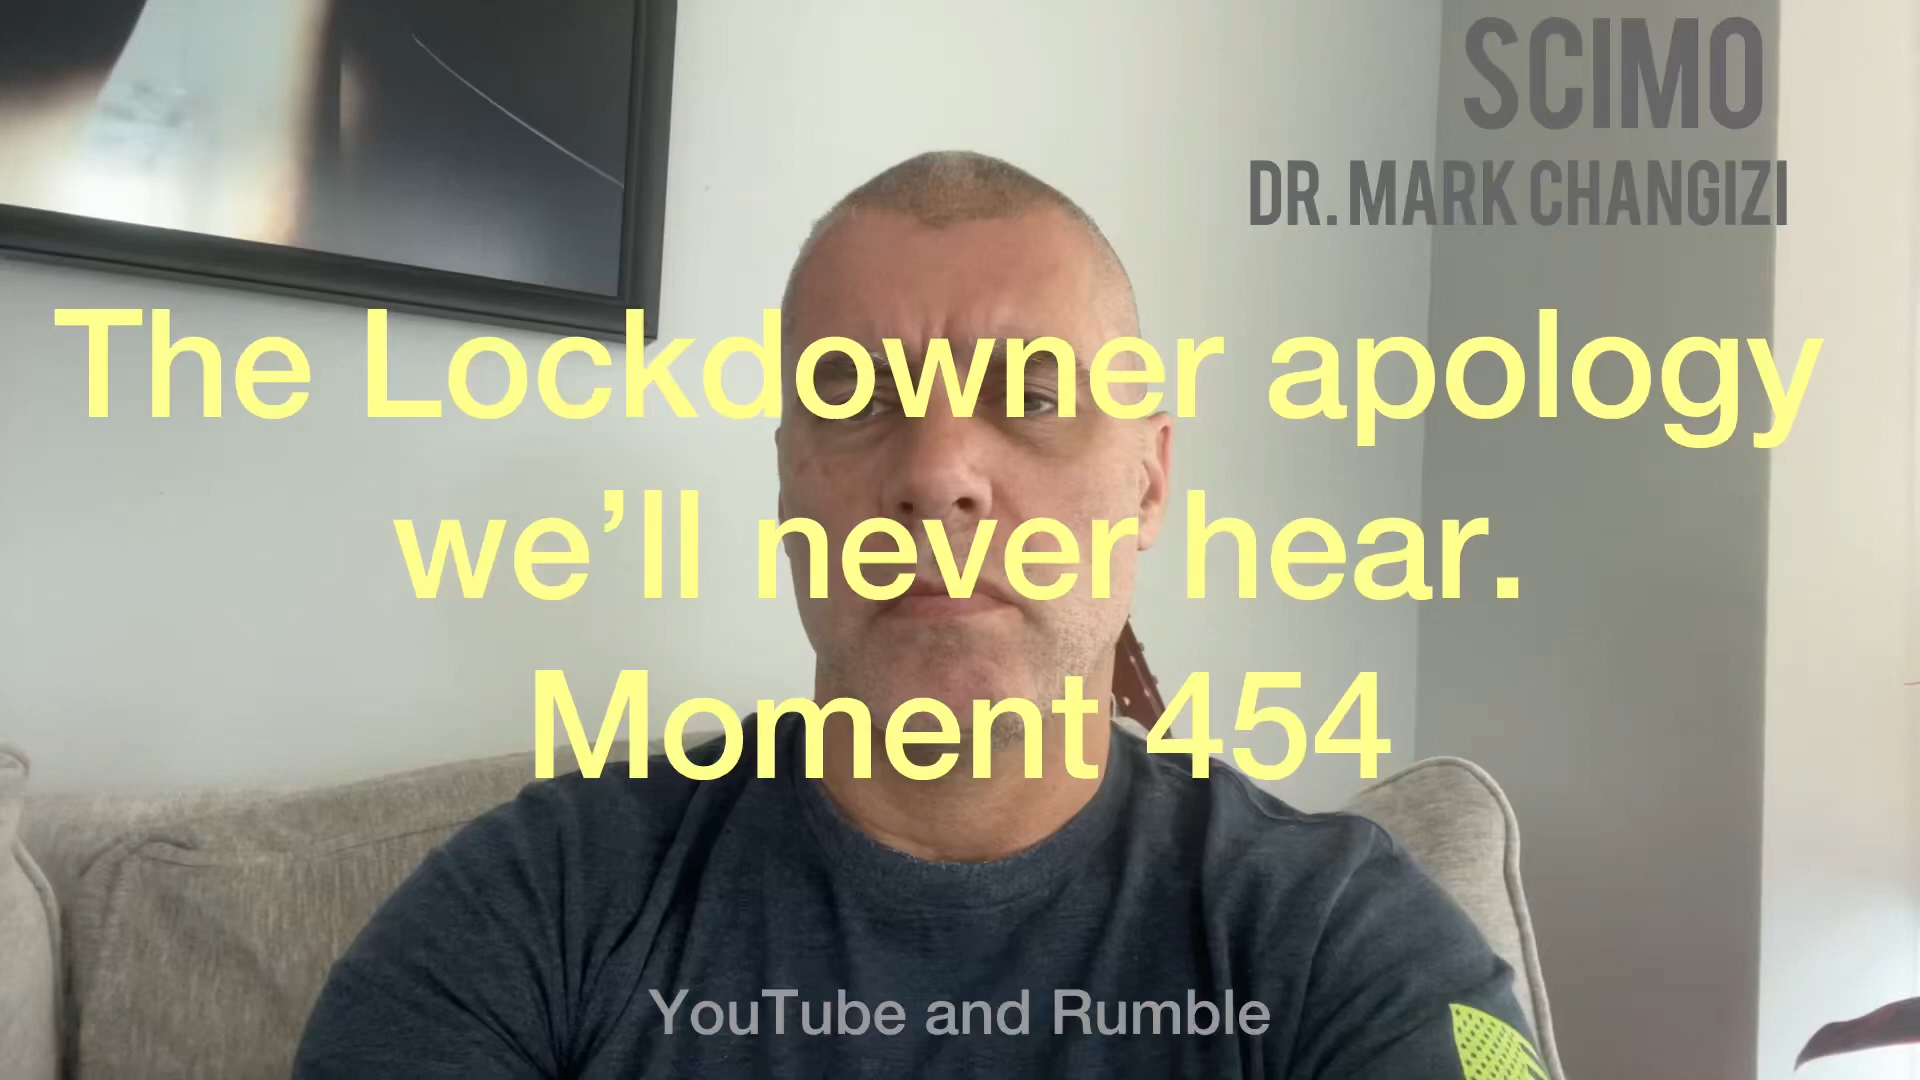 SCIMO
DR. MARK CHANGIZI
The Lockdowner apology
we’ll never hear.
Moment 454
YouTube and Rumble